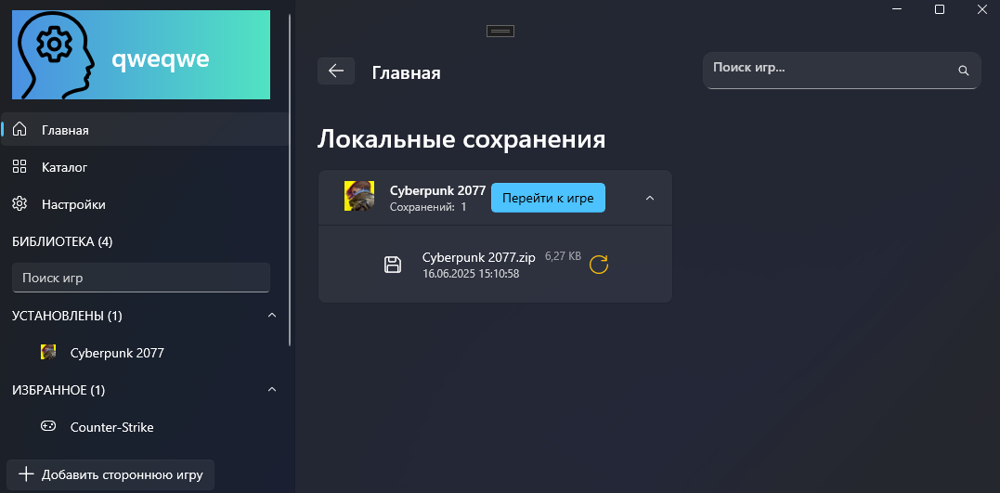 qweqwe
Главная
Каталог
Настройки
БИБЛИОТЕКА (4)
Поиск игр
УСТАНОВЛЕНЫ (1)
Cyberpunk 2077
ИЗБРАННОЕ (1)
Counter-Strike
Добавить стороннюю игру
Главная
Поиск игр...
Локальные сохранения
Cyberpunk 2077
Сохранений: 1
Перейти к игре
Cyberpunk 2077.zip 6,27 KB
16.06.2025 15:10:58